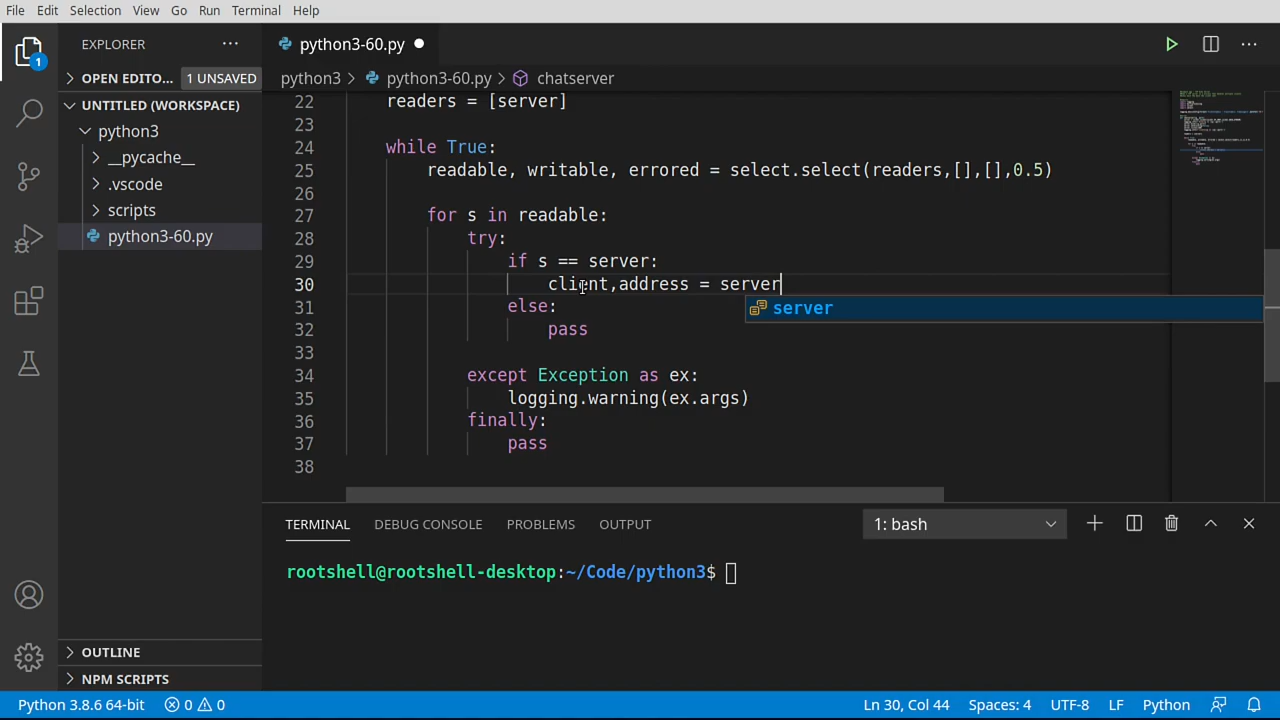 File Edit Selection View Go Run Terminal Help
EXPLORER
python3-60.py
OPEN EDITO... 1 UNSAVED
python3 > python3-60.py > chatserver
UNTITLED (WORKSPACE)
python3
__pycache__
.vscode
scripts
python3-60.py
1
22 readers = [server]
23
24 while True:
25 readable, writable, errored = select.select(readers,[],[],0.5)
26
27 for s in readable:
28 try:
29 if s == server:
30 client,address = server
server
31 else:
32 pass
33
34 except Exception as ex:
35 logging.warning(ex.args)
36 finally:
37 pass
38
TERMINAL DEBUG CONSOLE PROBLEMS OUTPUT 1: bash
rootshell@rootshell-desktop:~/Code/python3$
OUTLINE
NPM SCRIPTS
Python 3.8.6 64-bit 0 0 Ln 30, Col 44 Spaces: 4 UTF-8 LF Python